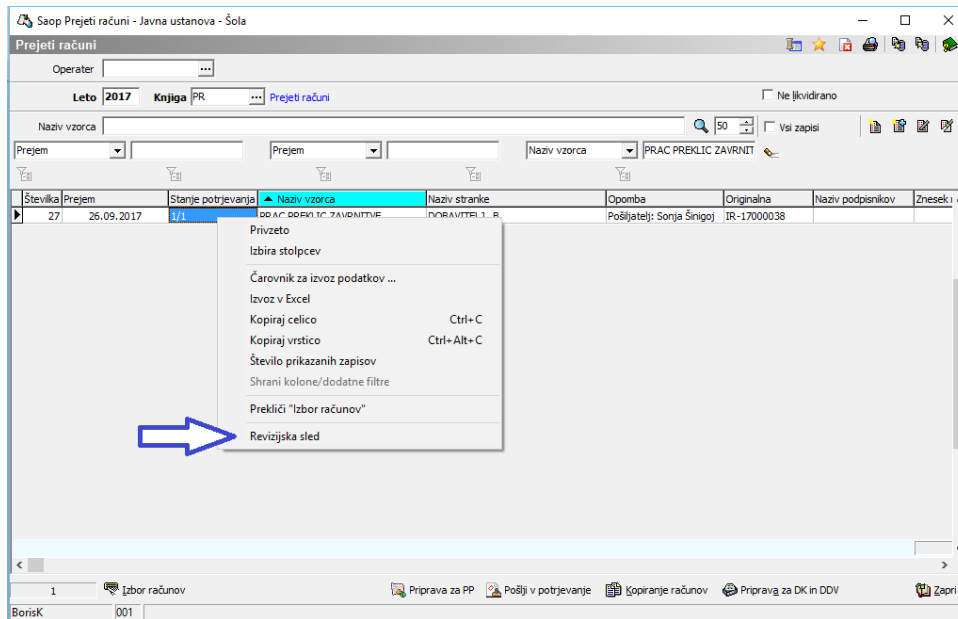 Saop Prejeti računi - Javna ustanova - Šola
Prejeti računi
Operater ...
Leto 2017 Knjiga PR ... Prejeti računi Ne likvidirano
Naziv vzorca 50 Vsi zapisi
Prejem Prejem Naziv vzorca PRAC PREKLIC ZAVRNIT
Številka Prejem Stanje potrjevanja Naziv vzorca Naziv stranke Opomba Originalna Naziv podpisnikov Znesek
27 26.09.2017 1/1 PRAC PREKLIC ZAVRNITVE DOBAVITELJ B Pošiljatelj: Sonja Šinigoj IR-17000038
Privzeto
Izbira stolpcev
Čarovnik za izvoz podatkov ...
Izvoz v Excel
Kopiraj celico Ctrl+C
Kopiraj vrstico Ctrl+Alt+C
Število prikazanih zapisov
Shrani kolone/dodatne filtre
Prekliči "Izbor računov"
Revizijska sled
1 Izbor računov Priprava za PP Pošlji v potrjevanje Kopiranje računov Priprava za DK in DDV Zapri
BorisK 001